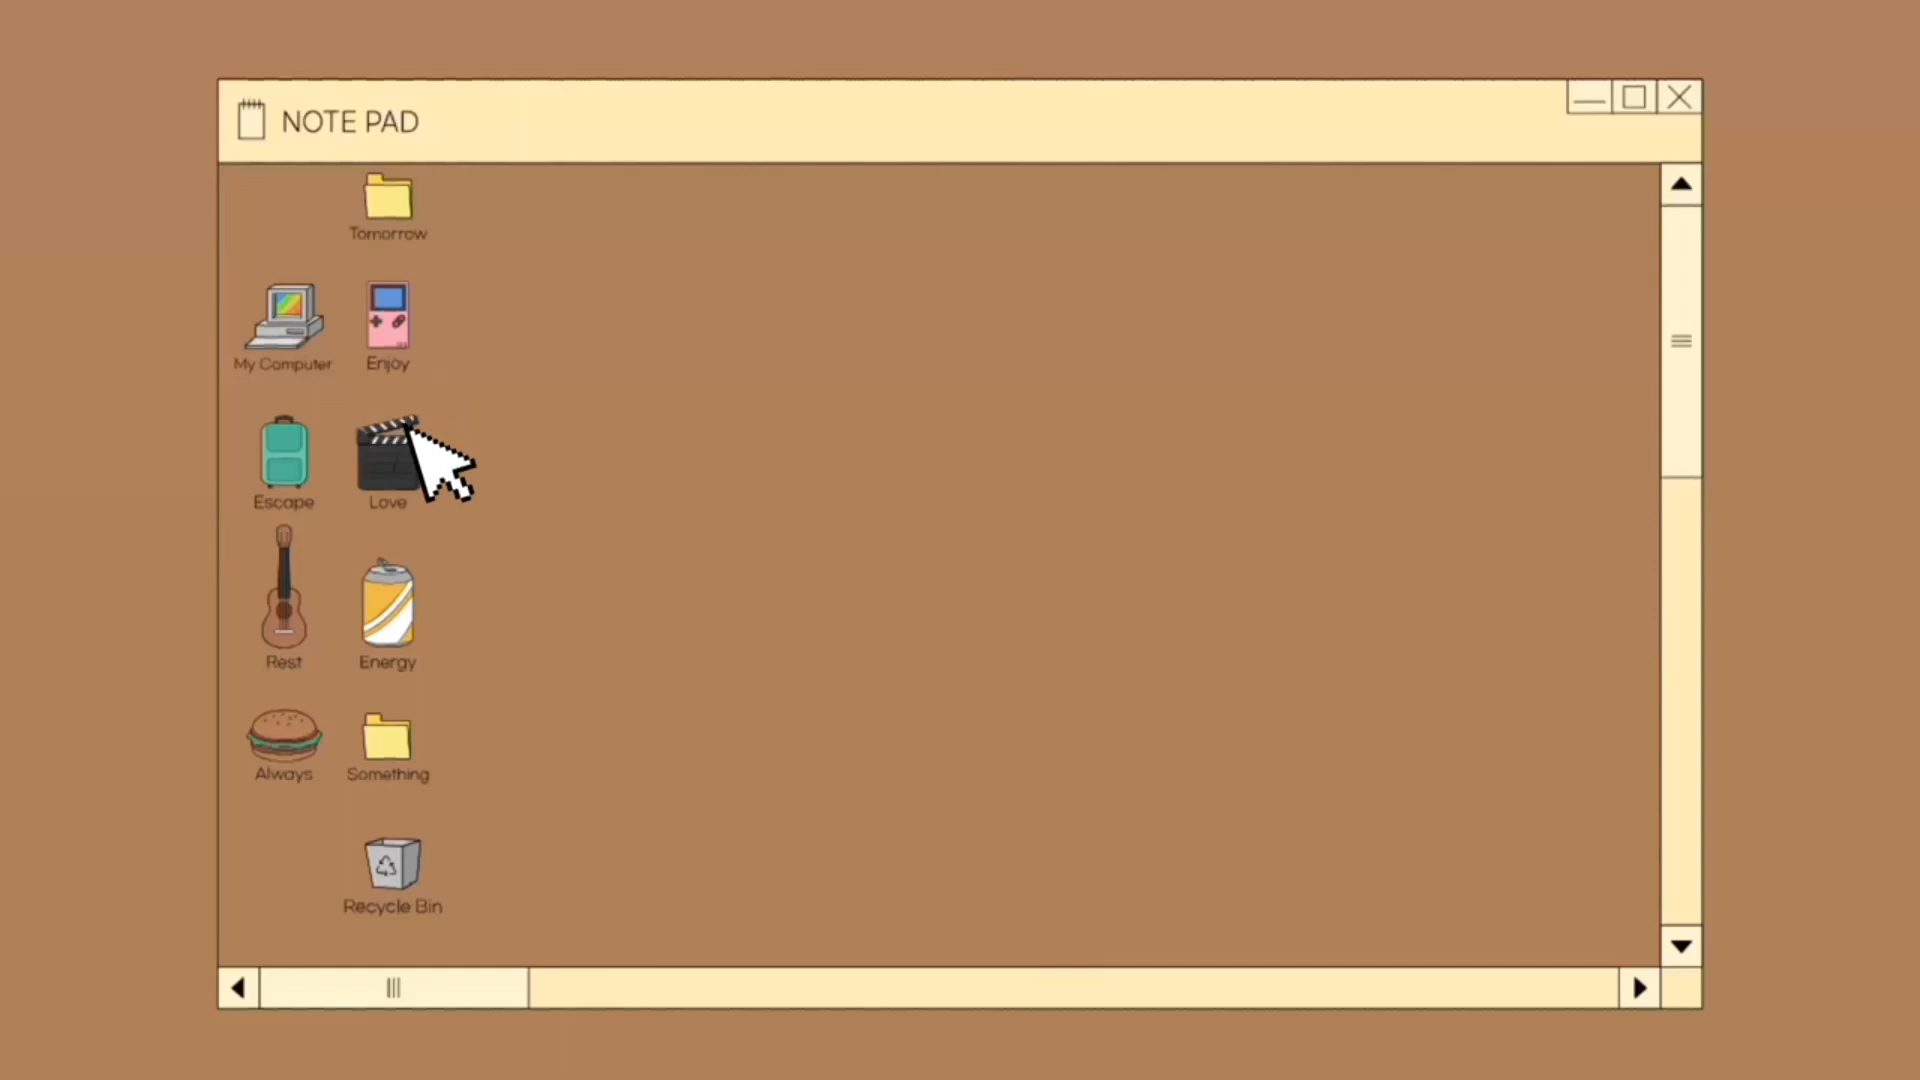 NOTE PAD
Tomorrow
My Computer
Enjoy
Escape
Love
Rest
Energy
Always
Something
Recycle Bin